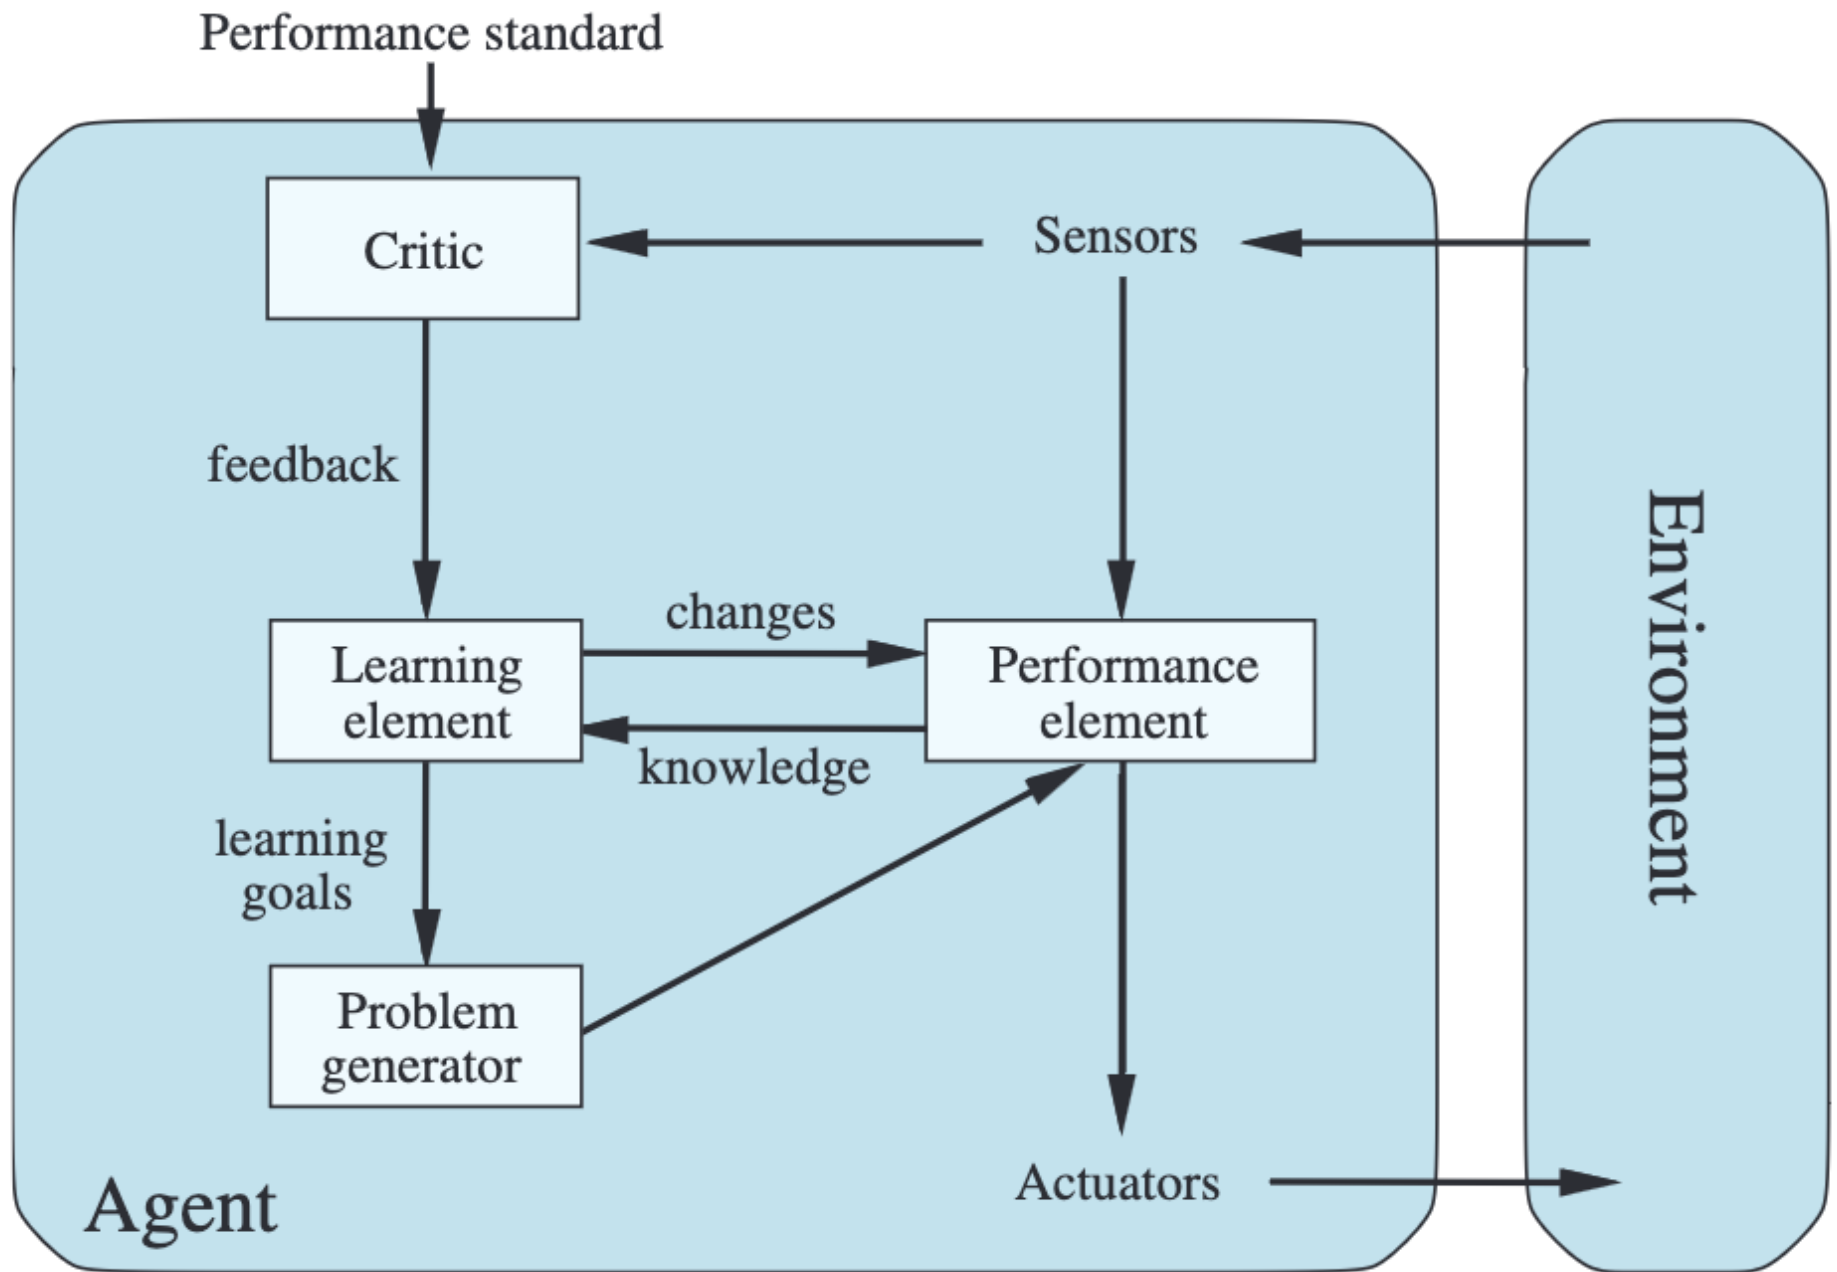 Performance standard
Critic
Sensors
feedback
changes
Learning
element
Performance
element
knowledge
learning
goals
Problem
generator
Actuators
Agent
Environment